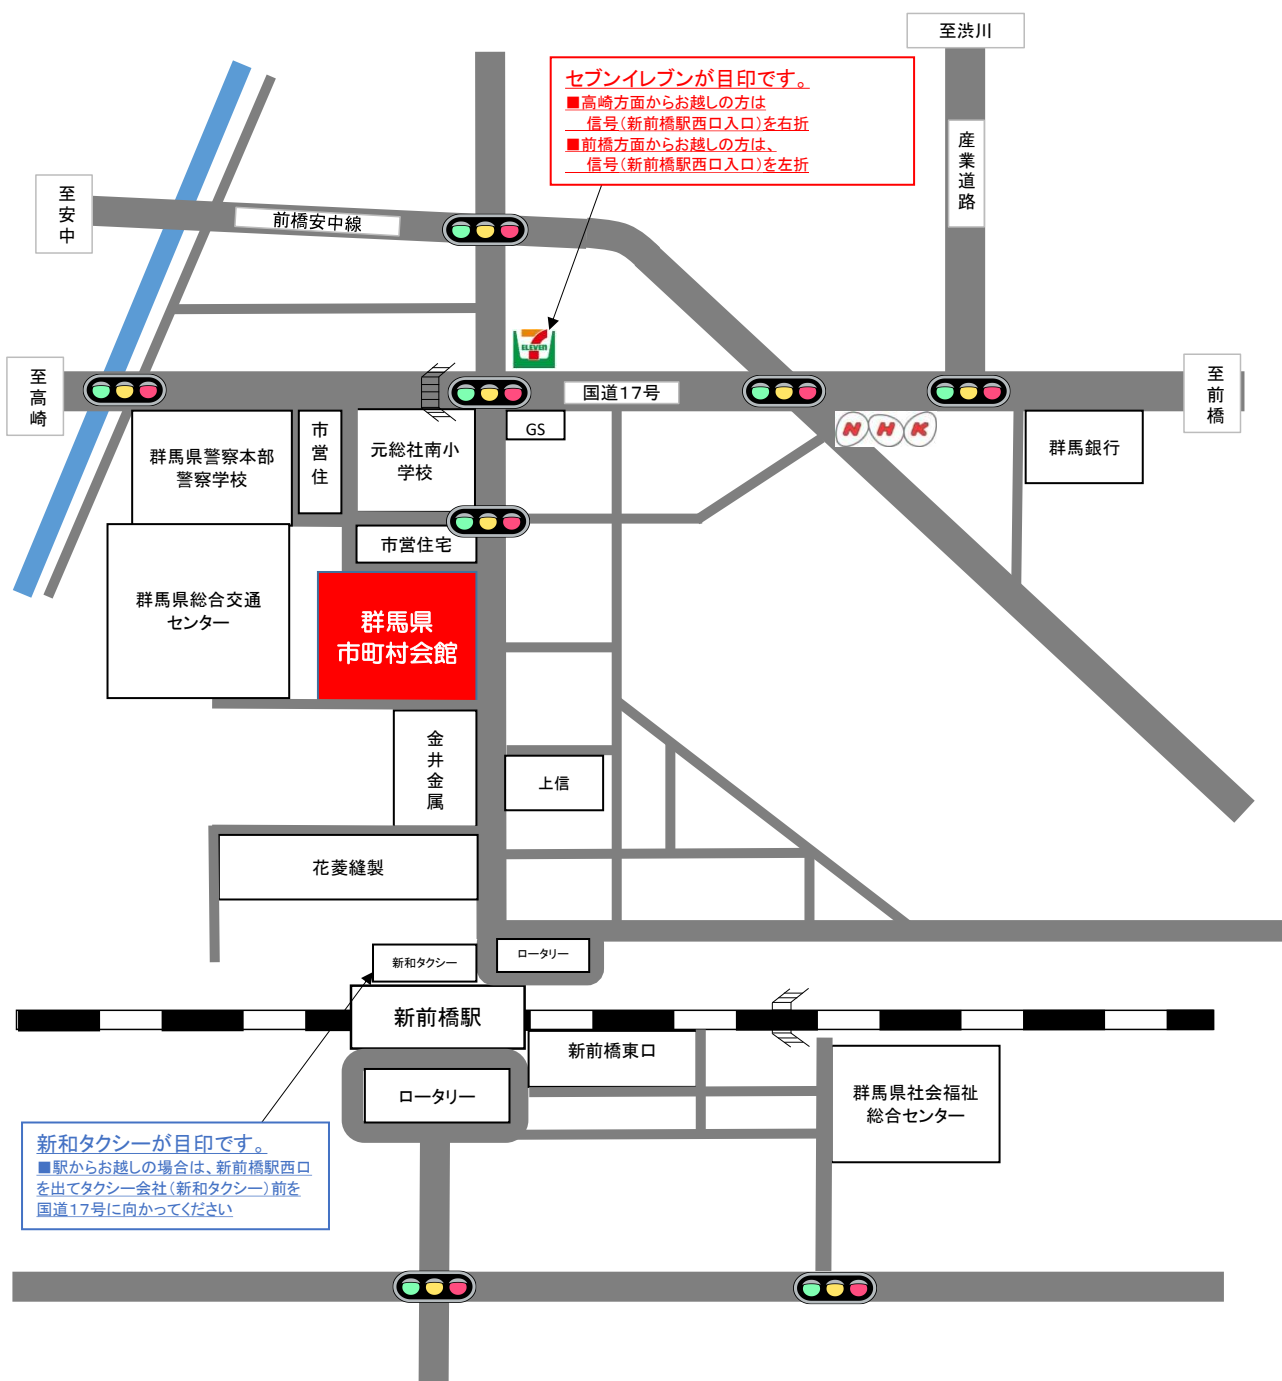 至渋川
セブンイレブンが目印です。
■高崎方面からお越しの方は
信号(新前橋駅西口入口)を右折
■前橋方面からお越しの方は、
信号(新前橋駅西口入口)を左折
産業道路
至安中
前橋安中線
7
ELEVEN
至高崎
国道17号
至前橋
市営住
元総社南小
学校
GS
NHK
群馬銀行
群馬県警察本部
警察学校
市営住宅
群馬県総合交通
センター
群馬県
市町村会館
金井金属
上信
花菱縫製
新和タクシー
ロータリー
新前橋駅
新前橋東口
ロータリー
群馬県社会福祉
総合センター
新和タクシーが目印です。
■駅からお越しの場合は、新前橋駅西口
を出てタクシー会社(新和タクシー)前を
国道17号に向かってください